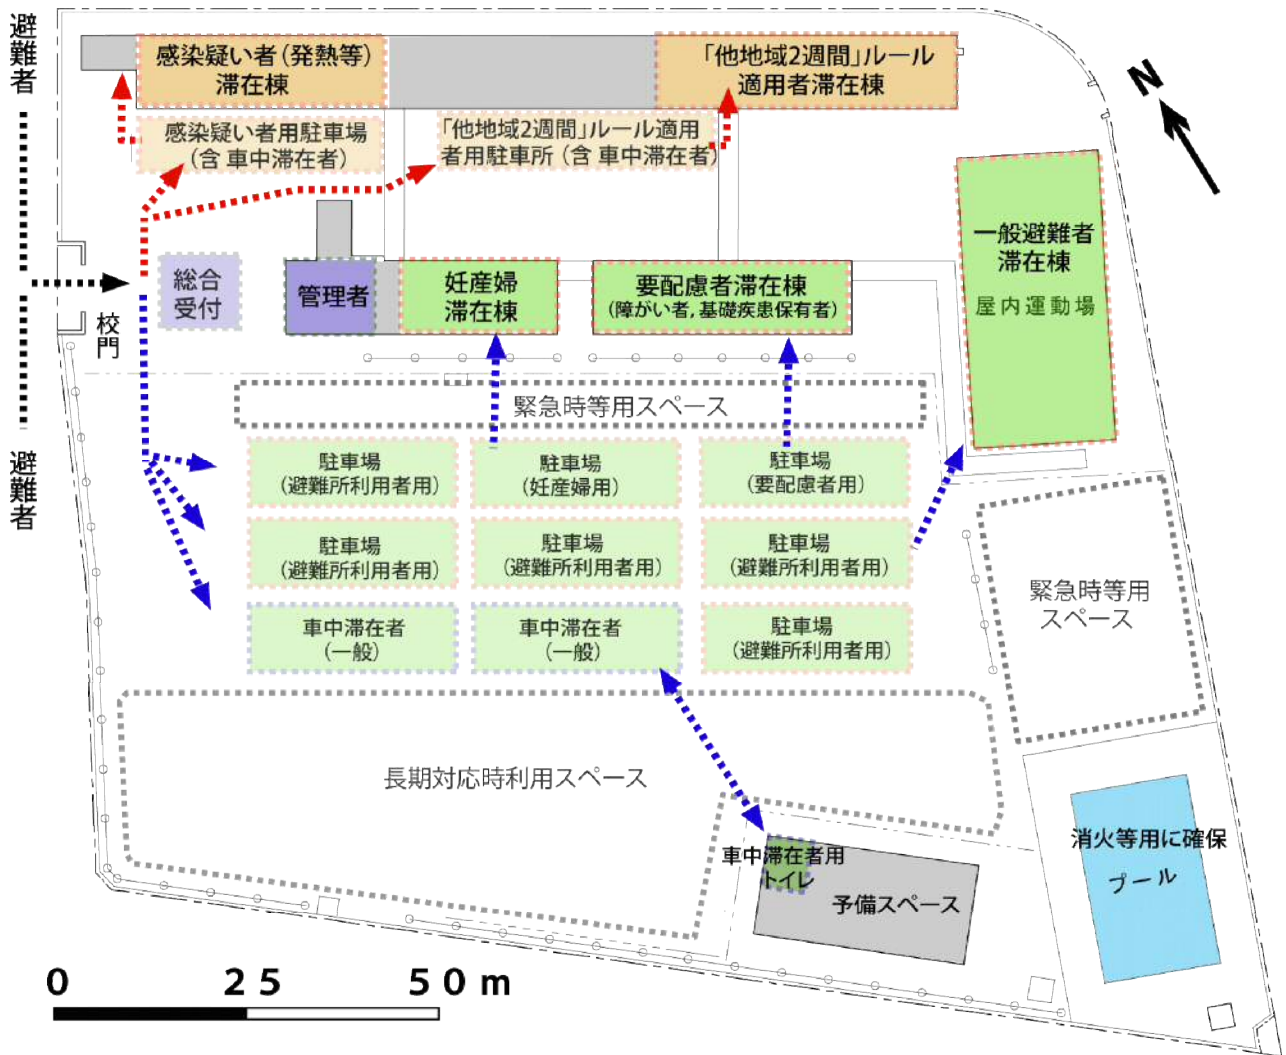 避難者
感染疑い者（発熱等）
滞在棟
「他地域2週間」ルール
適用者滞在棟
N
感染疑い者用駐車場
（含 車中滞在者）
「他地域2週間」ルール適用
者用駐車所（含 車中滞在者）
一般避難者
滞在棟
屋内運動場
総合
受付
管理者
妊産婦
滞在棟
要配慮者滞在棟
（障がい者，基礎疾患保有者）
校門
避難者
緊急時等用スペース
駐車場
（避難所利用者用）
駐車場
（妊産婦用）
駐車場
（要配慮者用）
駐車場
（避難所利用者用）
駐車場
（避難所利用者用）
駐車場
（避難所利用者用）
緊急時等用
スペース
車中滞在者
（一般）
車中滞在者
（一般）
駐車場
（避難所利用者用）
長期対応時利用スペース
消火等用に確保
プール
車中滞在者用
トイレ
予備スペース
0 25 50 m